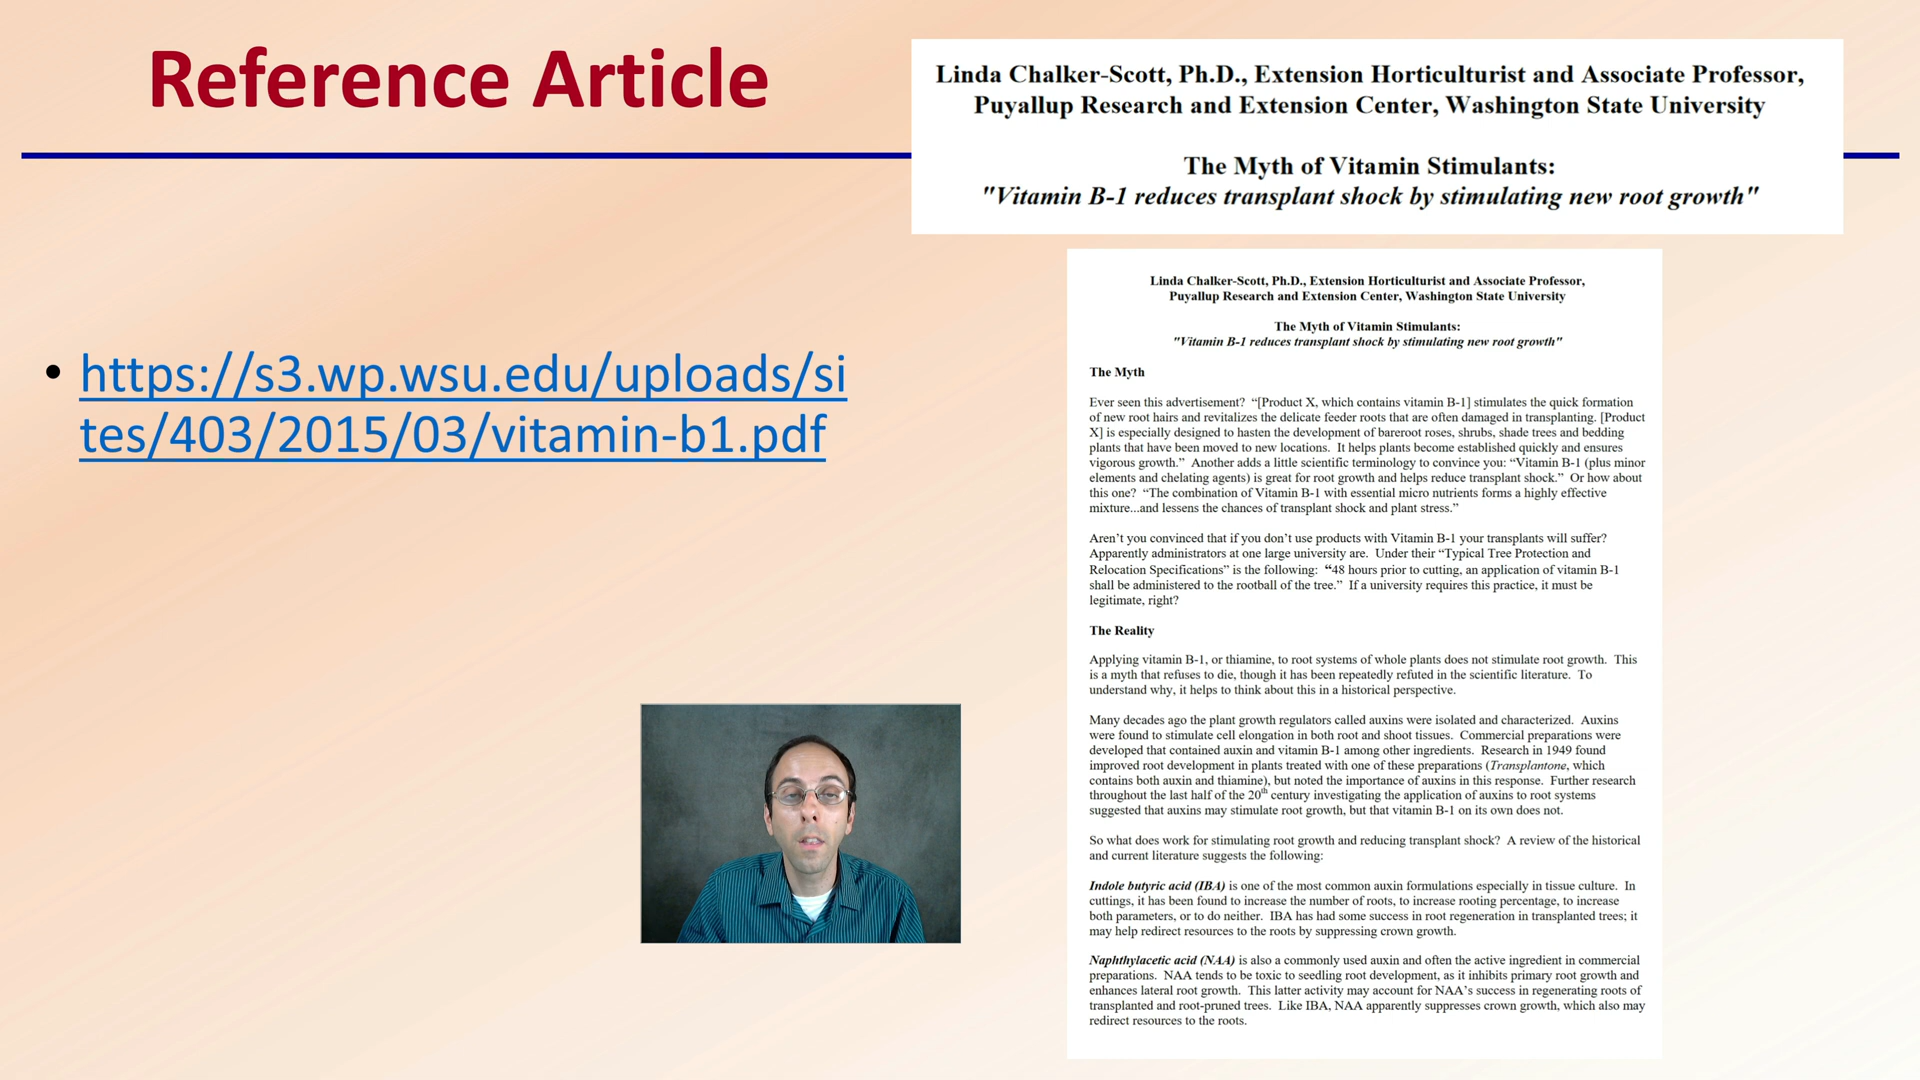 Reference Article
Linda Chalker-Scott, Ph.D., Extension Horticulturist and Associate Professor,
Puyallup Research and Extension Center, Washington State University
The Myth of Vitamin Stimulants:
"Vitamin B-1 reduces transplant shock by stimulating new root growth"
• https://s3.wp.wsu.edu/uploads/si
tes/403/2015/03/vitamin-b1.pdf
Linda Chalker-Scott, Ph.D., Extension Horticulturist and Associate Professor,
Puyallup Research and Extension Center, Washington State University
The Myth of Vitamin Stimulants:
"Vitamin B-1 reduces transplant shock by stimulating new root growth"
The Myth
Ever seen this advertisement? “[Product X, which contains vitamin B-1] stimulates the quick formation
of new root hairs and revitalizes the delicate feeder roots that are often damaged in transplanting. [Product
X] is especially designed to hasten the development of bareroot roses, shrubs, shade trees and bedding
plants that have been moved to new locations. It helps plants become established quickly and ensures
vigorous growth.” Another adds a little scientific terminology to convince you: “Vitamin B-1 (plus minor
elements and chelating agents) is great for root growth and helps reduce transplant shock.” Or how about
this one? “The combination of Vitamin B-1 with essential micro nutrients forms a highly effective
mixture...and lessens the chances of transplant shock and plant stress.”
Aren’t you convinced that if you don’t use products with Vitamin B-1 your transplants will suffer?
Apparently administrators at one large university are. Under their “Typical Tree Protection and
Relocation Specifications” is the following: “48 hours prior to cutting, an application of vitamin B-1
shall be administered to the rootball of the tree.” If a university requires this practice, it must be
legitimate, right?
The Reality
Applying vitamin B-1, or thiamine, to root systems of whole plants does not stimulate root growth. This
is a myth that refuses to die, though it has been repeatedly refuted in the scientific literature. To
understand why, it helps to think about this in a historical perspective.
Many decades ago the plant growth regulators called auxins were isolated and characterized. Auxins
were found to stimulate cell elongation in both root and shoot tissues. Commercial preparations were
developed that contained auxin and vitamin B-1 among other ingredients. Research in 1949 found
improved root development in plants treated with one of these preparations (Transplantone, which
contains both auxin and thiamine), but noted the importance of auxins in this response. Further research
throughout the last half of the 20th century investigating the application of auxins to root systems
suggested that auxins may stimulate root growth, but that vitamin B-1 on its own does not.
So what does work for stimulating root growth and reducing transplant shock? A review of the historical
and current literature suggests the following:
Indole butyric acid (IBA) is one of the most common auxin formulations especially in tissue culture. In
cuttings, it has been found to increase the number of roots, to increase rooting percentage, to increase
both parameters, or to do neither. IBA has had some success in root regeneration in transplanted trees; it
may help redirect resources to the roots by suppressing crown growth.
Naphthylacetic acid (NAA) is also a commonly used auxin and often the active ingredient in commercial
preparations. NAA tends to be toxic to seedling root development, as it inhibits primary root growth and
enhances lateral root growth. This latter activity may account for NAA’s success in regenerating roots of
transplanted and root-pruned trees. Like IBA, NAA apparently suppresses crown growth, which also may
redirect resources to the roots.